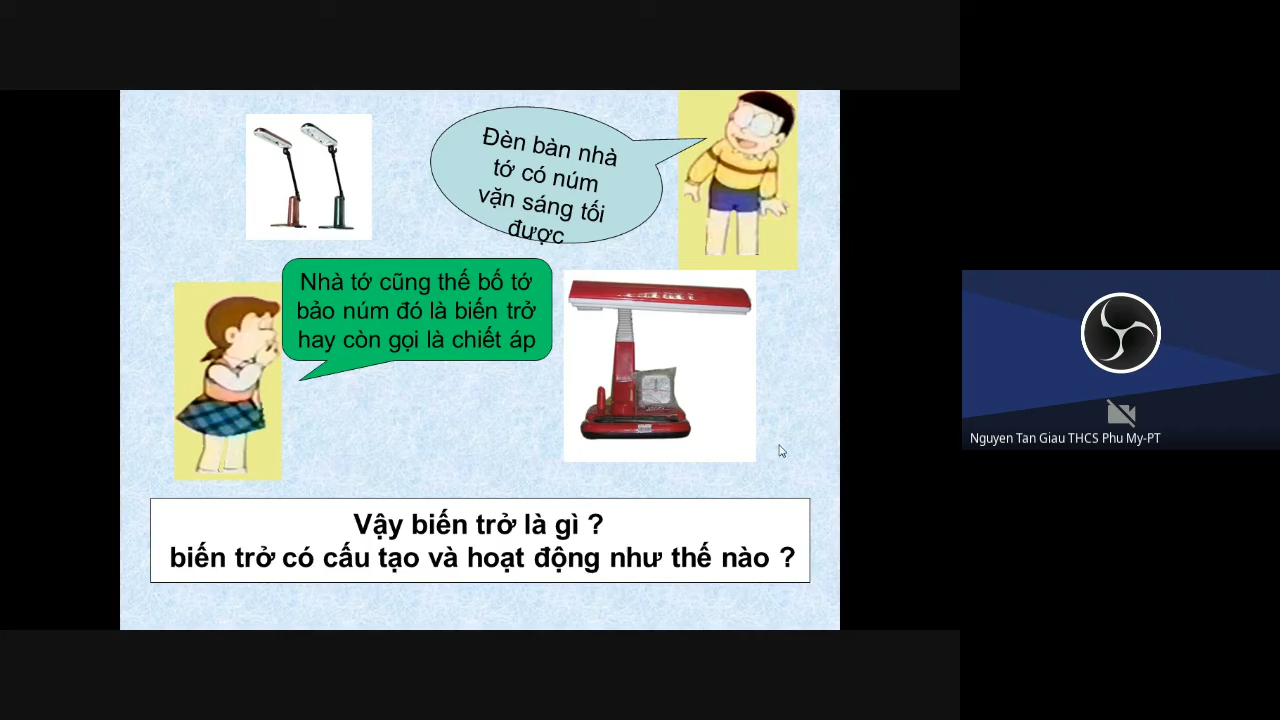 Đèn bàn nhà
tớ có núm
vặn sáng tối
được
Nhà tớ cũng thế bố tớ
bảo núm đó là biến trở
hay còn gọi là chiết áp
Vậy biến trở là gì ?
biến trở có cấu tạo và hoạt động như thế nào ?
Nguyen Tan Giau THCS Phu My-PT